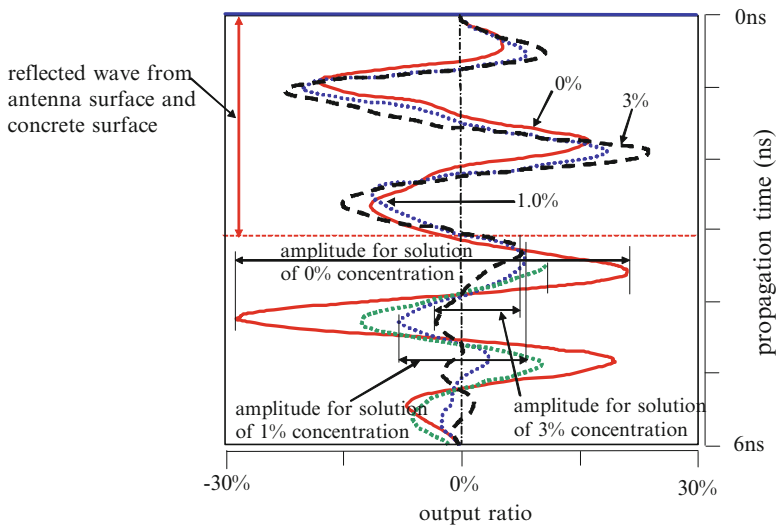 0ns
reflected wave from
antenna surface and
concrete surface
0%
3%
1.0%
propagation time (ns)
amplitude for solution
of 0% concentration
amplitude for solution
of 1% concentration
amplitude for solution
of 3% concentration
6ns
-30%
0%
30%
output ratio